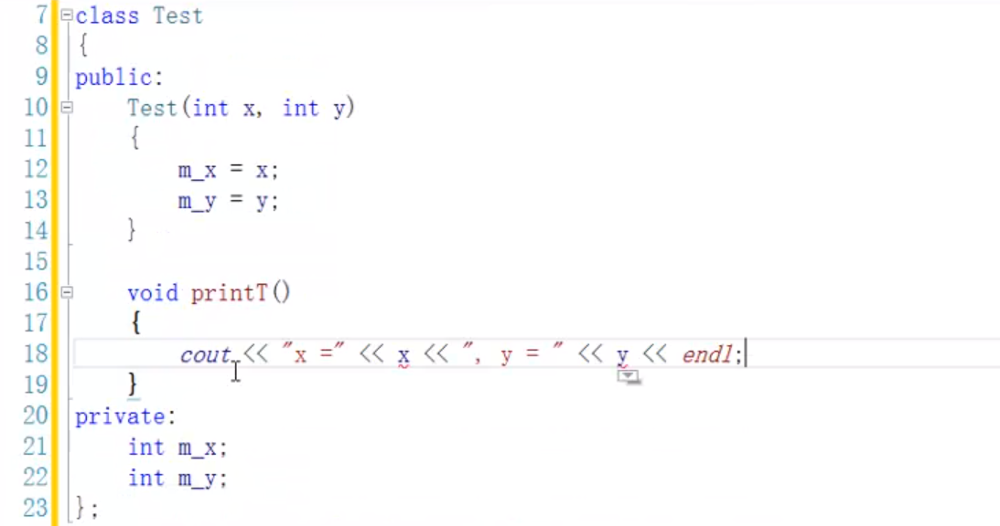 7 class Test
8 {
9 public:
10 Test(int x, int y)
11 {
12 m_x = x;
13 m_y = y;
14 }
15
16 void printT()
17 {
18 cout << "x =" << x << ", y = " << y << endl;
19 }
20 private:
21 int m_x;
22 int m_y;
23 };